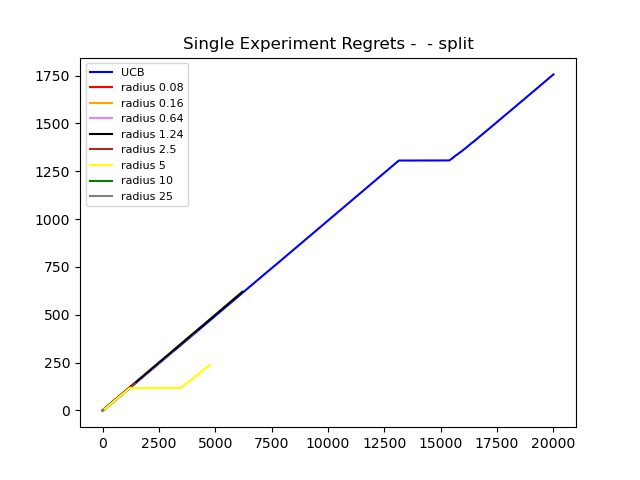 Single Experiment Regrets -  - split
UCB
radius 0.08
radius 0.16
radius 0.64
radius 1.24
radius 2.5
radius 5
radius 10
radius 25
1750
1500
1250
1000
750
500
250
0
0 2500 5000 7500 10000 12500 15000 17500 20000